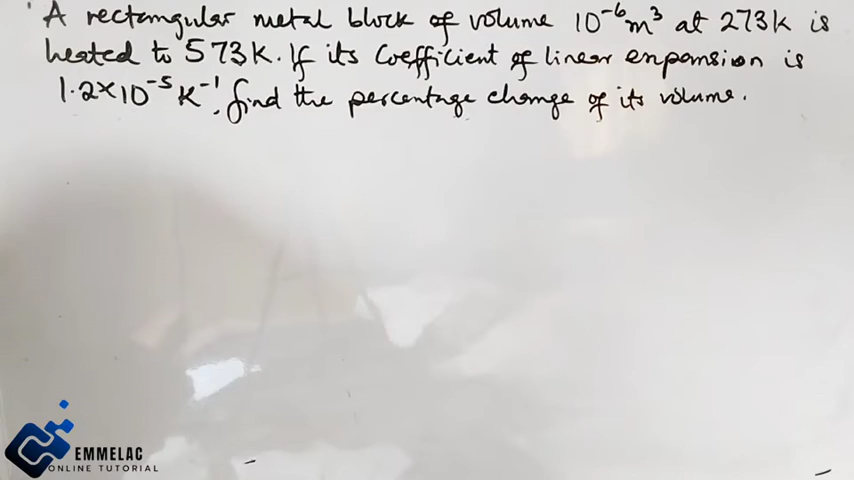 A rectangular metal block of volume 10⁻⁶m³ at 273K is
heated to 573K. If its Coefficient of linear expansion is
1.2×10⁻⁵ K⁻¹, find the percentage change of its volume.
EMMELAC
ONLINE TUTORIAL